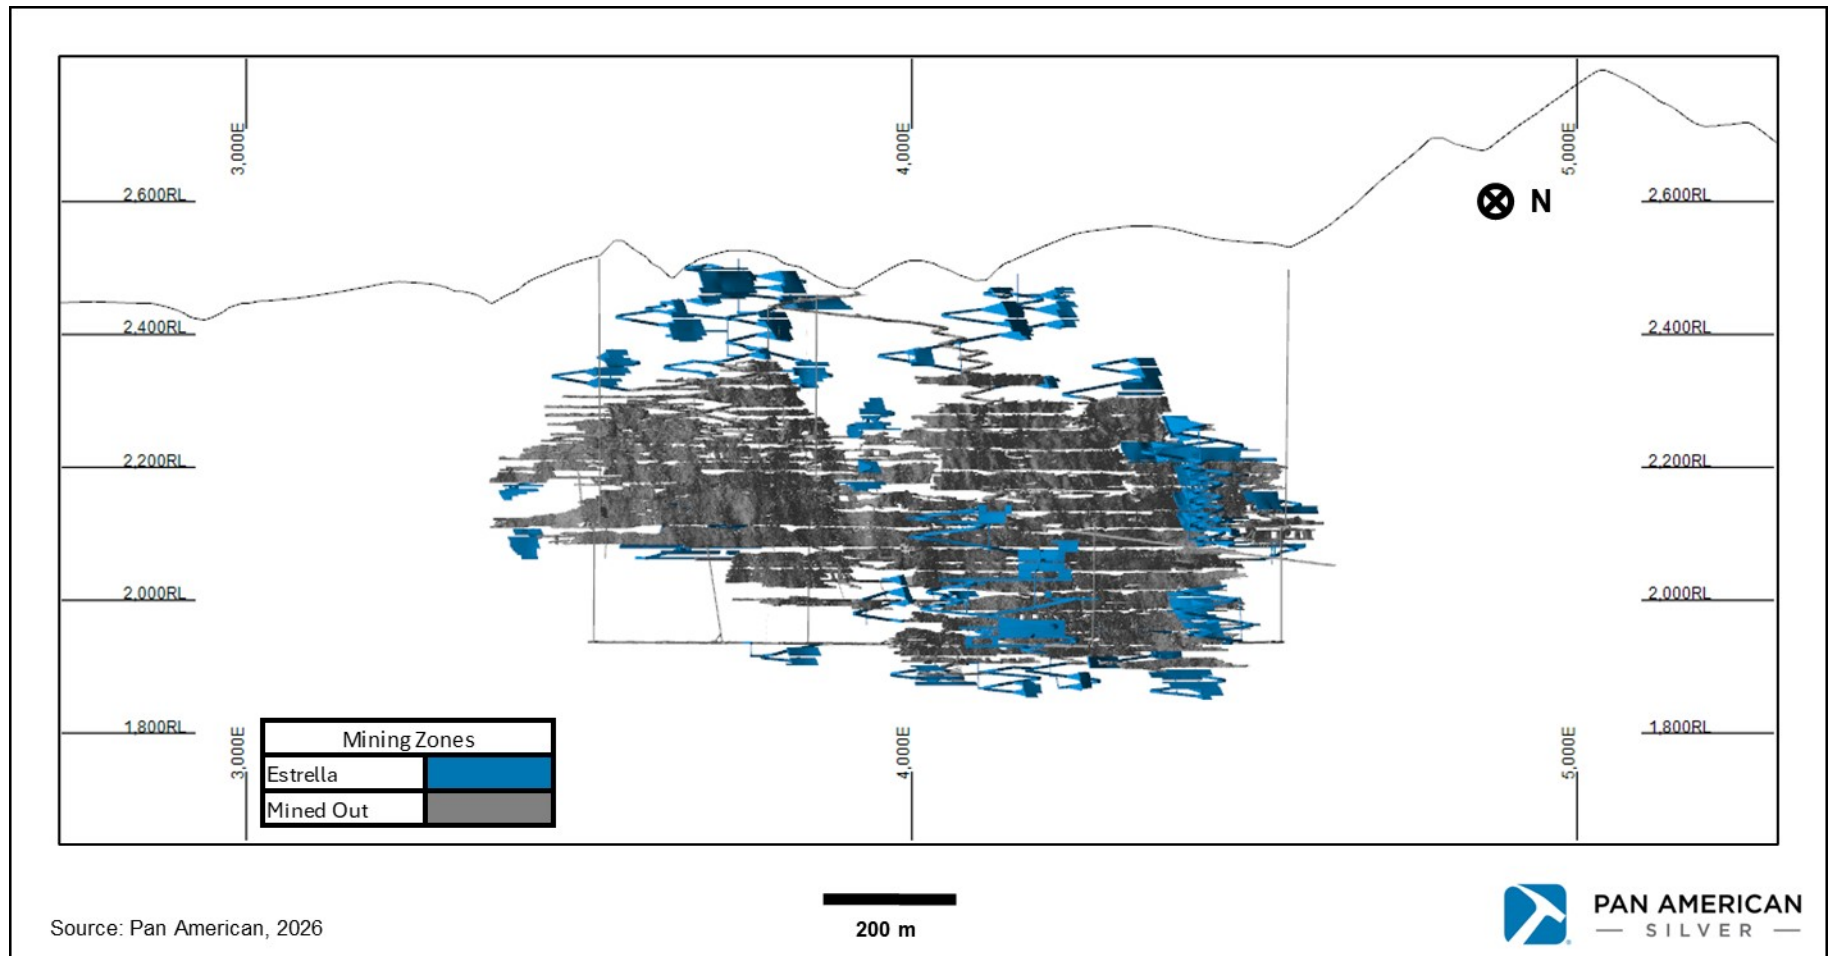 3,000E
4,000E
5,000E
2,600RL
2,600RL
N
2,400RL
2,400RL
2,200RL
2,200RL
2,000RL
2,000RL
1,800RL
1,800RL
3,000E
4,000E
5,000E
Mining Zones
Estrella
Mined Out
200 m
Source: Pan American, 2026
PAN AMERICAN
— SILVER —